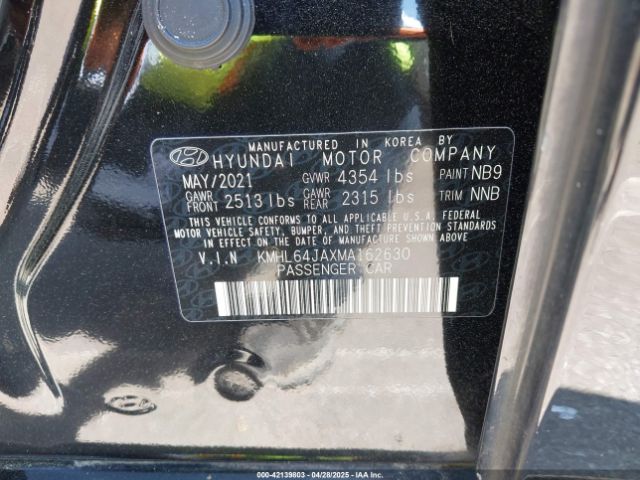 MANUFACTURED IN KOREA BY
HYUNDAI MOTOR COMPANY
MAY/2021 GVWR 4354 lbs PAINT NB9
GAWR FRONT 2513 lbs GAWR REAR 2315 lbs TRIM NNB
THIS VEHICLE CONFORMS TO ALL APPLICABLE U.S.A. FEDERAL
MOTOR VEHICLE SAFETY, BUMPER, AND THEFT PREVENTION STANDARDS
IN EFFECT ON THE DATE OF MANUFACTURE SHOWN ABOVE.
V.I.N KMHL64JAXMA162630
PASSENGER CAR
000-42139803 04/28/2025 - IAAI.COM